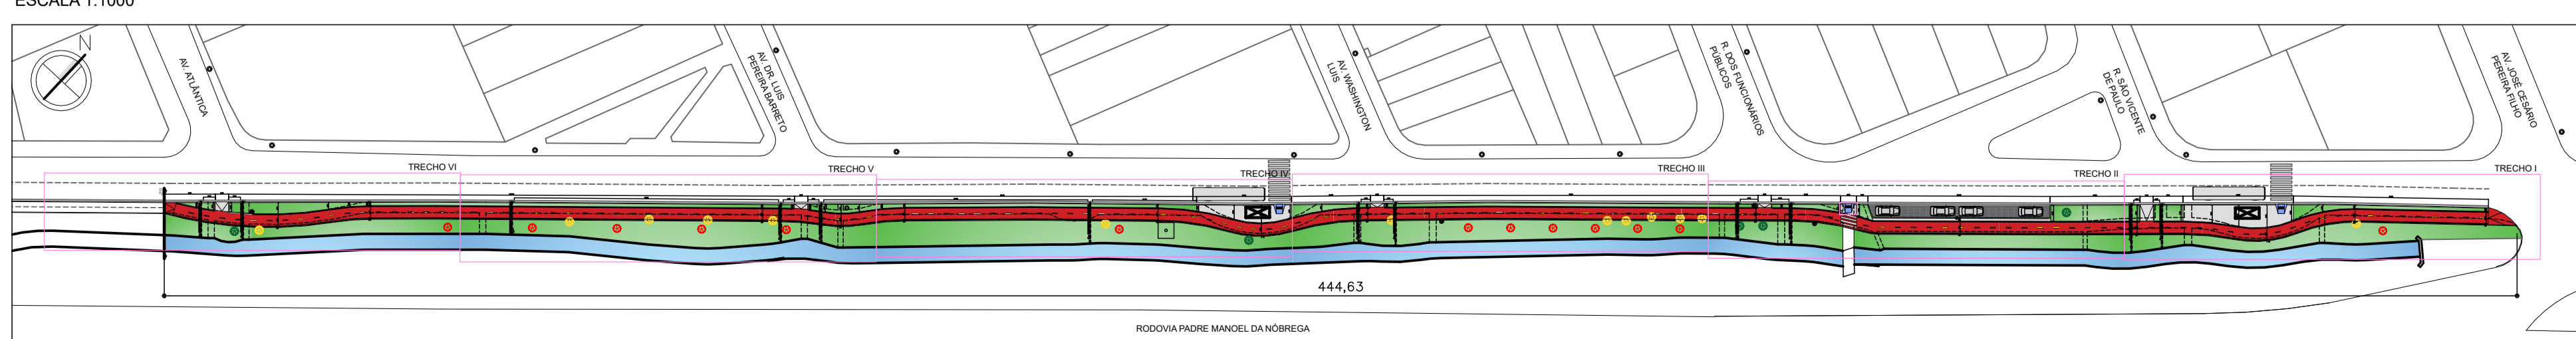 ESCALA 1:1000
N
AV. ATLÂNTICA
AV. DR. LUIS
PEREIRA BARRETO
AV. WASHINGTON
LUIS
R. DOS FUNCIONÁRIOS
PÚBLICOS
R. SÃO VICENTE
DE PAULO
AV. JOSÉ CESÁRIO
PEREIRA FILHO
TRECHO VI
TRECHO V
TRECHO IV
TRECHO III
TRECHO II
TRECHO I
444,63
RODOVIA PADRE MANOEL DA NÓBREGA